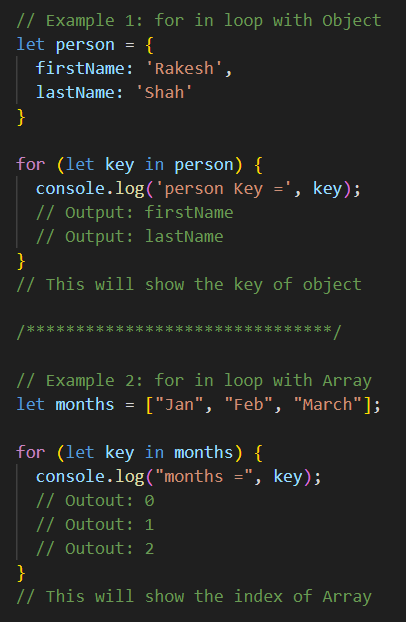 // Example 1: for in loop with Object
let person = {
  firstName: 'Rakesh',
  lastName: 'Shah'
}

for (let key in person) {
  console.log('person Key =', key);
  // Output: firstName
  // Output: lastName
}
// This will show the key of object

/*******************************/

// Example 2: for in loop with Array
let months = ["Jan", "Feb", "March"];

for (let key in months) {
  console.log("months =", key);
  // Outout: 0
  // Outout: 1
  // Outout: 2
}
// This will show the index of Array